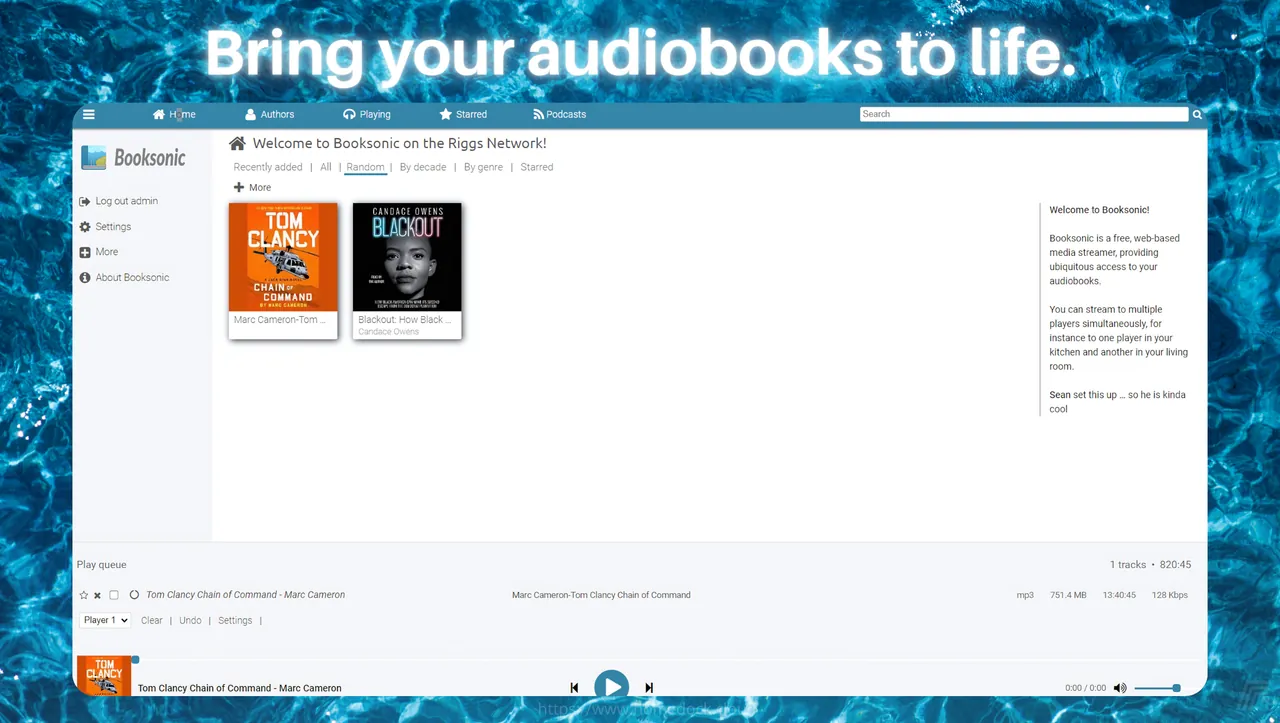 Bring your audiobooks to life.
Home Authors Playing Starred Podcasts Search
Booksonic
Welcome to Booksonic on the Riggs Network!
Recently added | All | Random | By decade | By genre | Starred
More
Log out admin
Settings
More
About Booksonic
TOM CLANCY
CHAIN OF COMMAND
BY MARC CAMERON
Marc Cameron-Tom ...
CANDACE OWENS
BLACKOUT
Blackout: How Black ...
Candace Owens
Welcome to Booksonic!
Booksonic is a free, web-based
media streamer, providing
ubiquitous access to your
audiobooks.
You can stream to multiple
players simultaneously, for
instance to one player in your
kitchen and another in your living
room.
Sean set this up ... so he is kinda
cool
Play queue
1 tracks • 820:45
Tom Clancy Chain of Command - Marc Cameron Marc Cameron-Tom Clancy Chain of Command mp3 751.4 MB 13:40:45 128 Kbps
Player 1 Clear | Undo | Settings |
TOM CLANCY
Tom Clancy Chain of Command - Marc Cameron
0:00 / 0:00